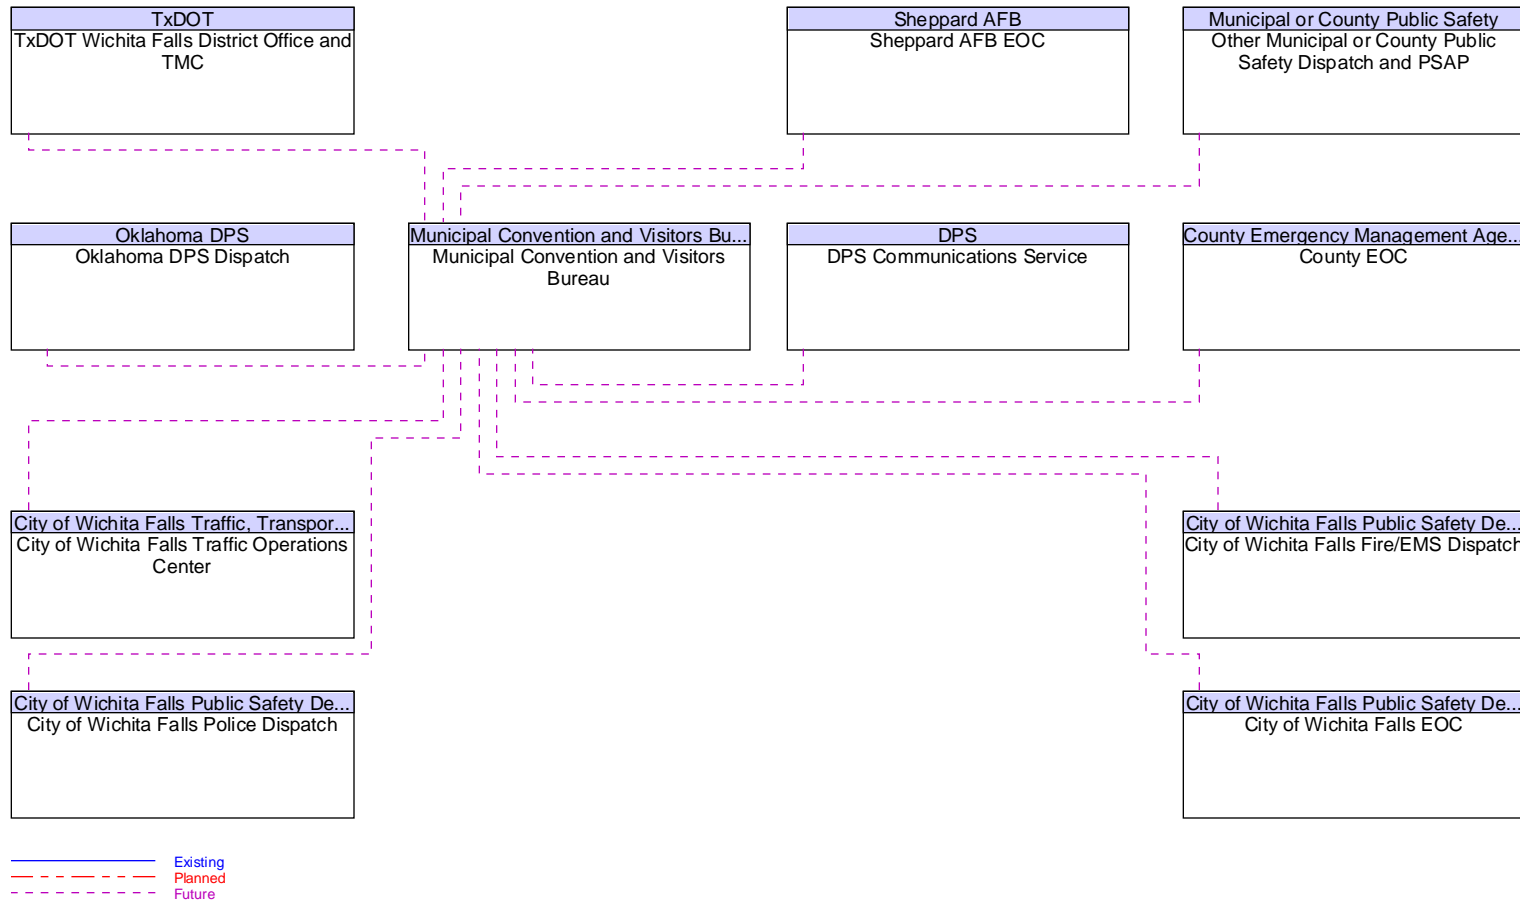 TxDOT
TxDOT Wichita Falls District Office and
TMC
Sheppard AFB
Sheppard AFB EOC
Municipal or County Public Safety
Other Municipal or County Public
Safety Dispatch and PSAP
Oklahoma DPS
Oklahoma DPS Dispatch
Municipal Convention and Visitors Bu...
Municipal Convention and Visitors
Bureau
DPS
DPS Communications Service
County Emergency Management Age...
County EOC
City of Wichita Falls Traffic, Transpor...
City of Wichita Falls Traffic Operations
Center
City of Wichita Falls Public Safety De...
City of Wichita Falls Fire/EMS Dispatch
City of Wichita Falls Public Safety De...
City of Wichita Falls Police Dispatch
City of Wichita Falls Public Safety De...
City of Wichita Falls EOC
Existing
Planned
Future